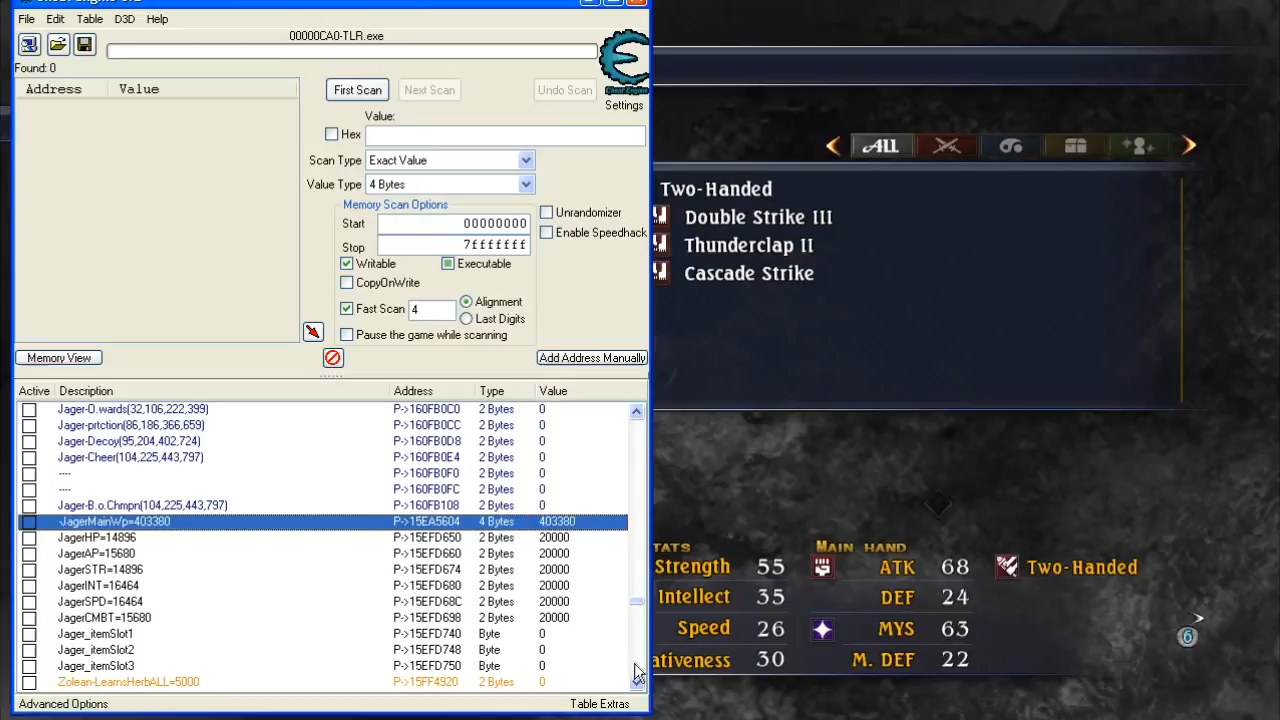 File Edit Table D3D Help
00000CA0-TLR.exe
Found: 0
Settings
Address Value
First Scan Next Scan Undo Scan
Value:
Hex
Scan Type Exact Value
Value Type 4 Bytes
Memory Scan Options
Start 00000000
Stop 7fffffff
Unrandomizer
Enable Speedhack
Writable Executable
CopyOnWrite
Fast Scan 4 Alignment
Last Digits
Pause the game while scanning
Memory View Add Address Manually
Active Description Address Type Value
Jager-O.wards(32,106,222,399) P->160FB0C0 2 Bytes 0
Jager-prtction(86,186,366,659) P->160FB0CC 2 Bytes 0
Jager-Decoy(95,204,402,724) P->160FB0D8 2 Bytes 0
Jager-Cheer(104,225,443,797) P->160FB0E4 2 Bytes 0
---- P->160FB0F0 2 Bytes 0
---- P->160FB0FC 2 Bytes 0
Jager-B.o.Chmpn(104,225,443,797) P->160FB108 2 Bytes 0
JagerMainWp=403380 P->15EA5604 4 Bytes 403380
JagerHP=14896 P->15EFD650 2 Bytes 20000
JagerAP=15680 P->15EFD660 2 Bytes 20000
JagerSTR=14896 P->15EFD674 2 Bytes 20000
JagerINT=16464 P->15EFD680 2 Bytes 20000
JagerSPD=16464 P->15EFD68C 2 Bytes 20000
JagerCMBT=15680 P->15EFD698 2 Bytes 20000
Jager_itemSlot1 P->15EFD740 Byte 0
Jager_itemSlot2 P->15EFD748 Byte 0
Jager_itemSlot3 P->15EFD750 Byte 0
Zolean-LearnsHerbALL=5000 P->15FF4920 2 Bytes 0
Advanced Options Table Extras
ALL
Two-Handed
Double Strike III
Thunderclap II
Cascade Strike
TATS MAIN HAND
Strength 55 ATK 68 Two-Handed
Intellect 35 DEF 24
Speed 26 MYS 63
ativeness 30 M. DEF 22
6